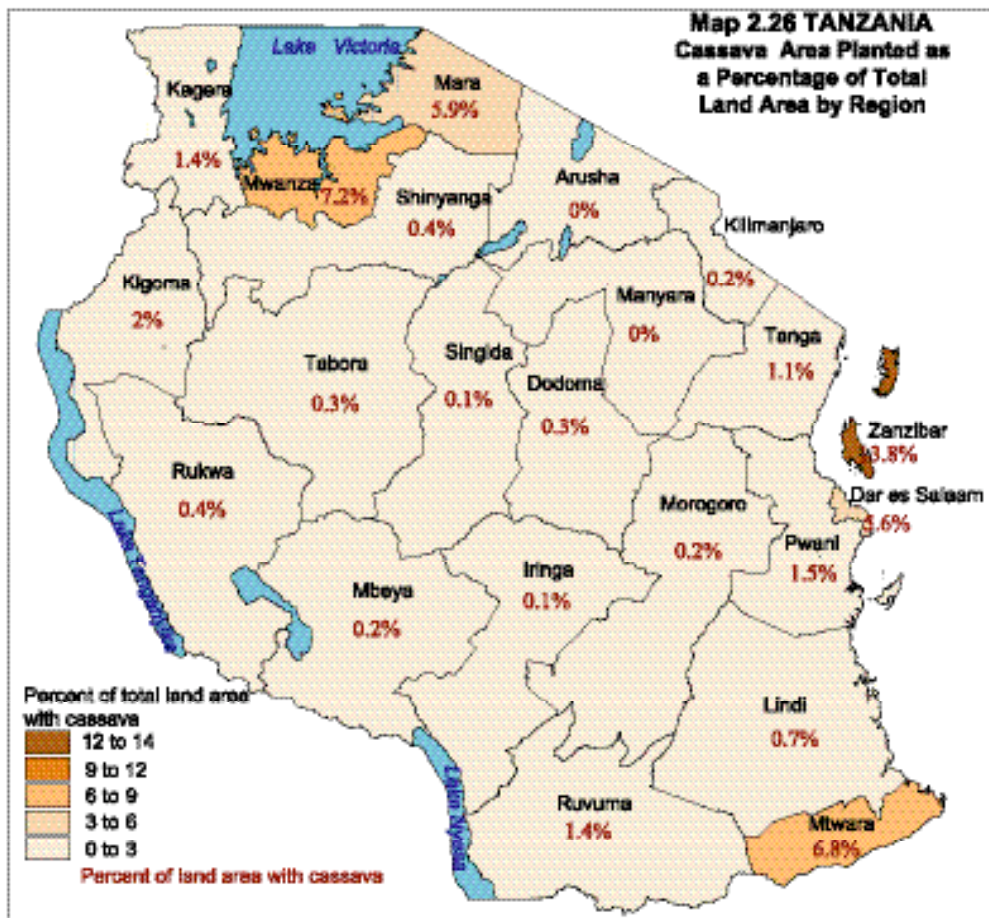 Map 2.26 TANZANIA
Cassava Area Planted as
a Percentage of Total
Land Area by Region
Lake Victoria
Kagera
1.4%
Mara
5.9%
Mwanza
7.2%
Shinyanga
0.4%
Arusha
0%
Kilimanjaro
0.2%
Kigoma
2%
Tabora
0.3%
Singida
0.1%
Dodoma
0.3%
Manyara
0%
Tanga
1.1%
Zanzibar
3.8%
Dar es Salaam
.6%
Rukwa
0.4%
Morogoro
0.2%
Pwani
1.5%
Mbeya
0.2%
Iringa
0.1%
Lake Tanganyika
Lake Nyasa
Lindi
0.7%
Ruvuma
1.4%
Mtwara
6.8%
Percent of total land area
with cassava
12 to 14
9 to 12
6 to 9
3 to 6
0 to 3
Percent of land area with cassava